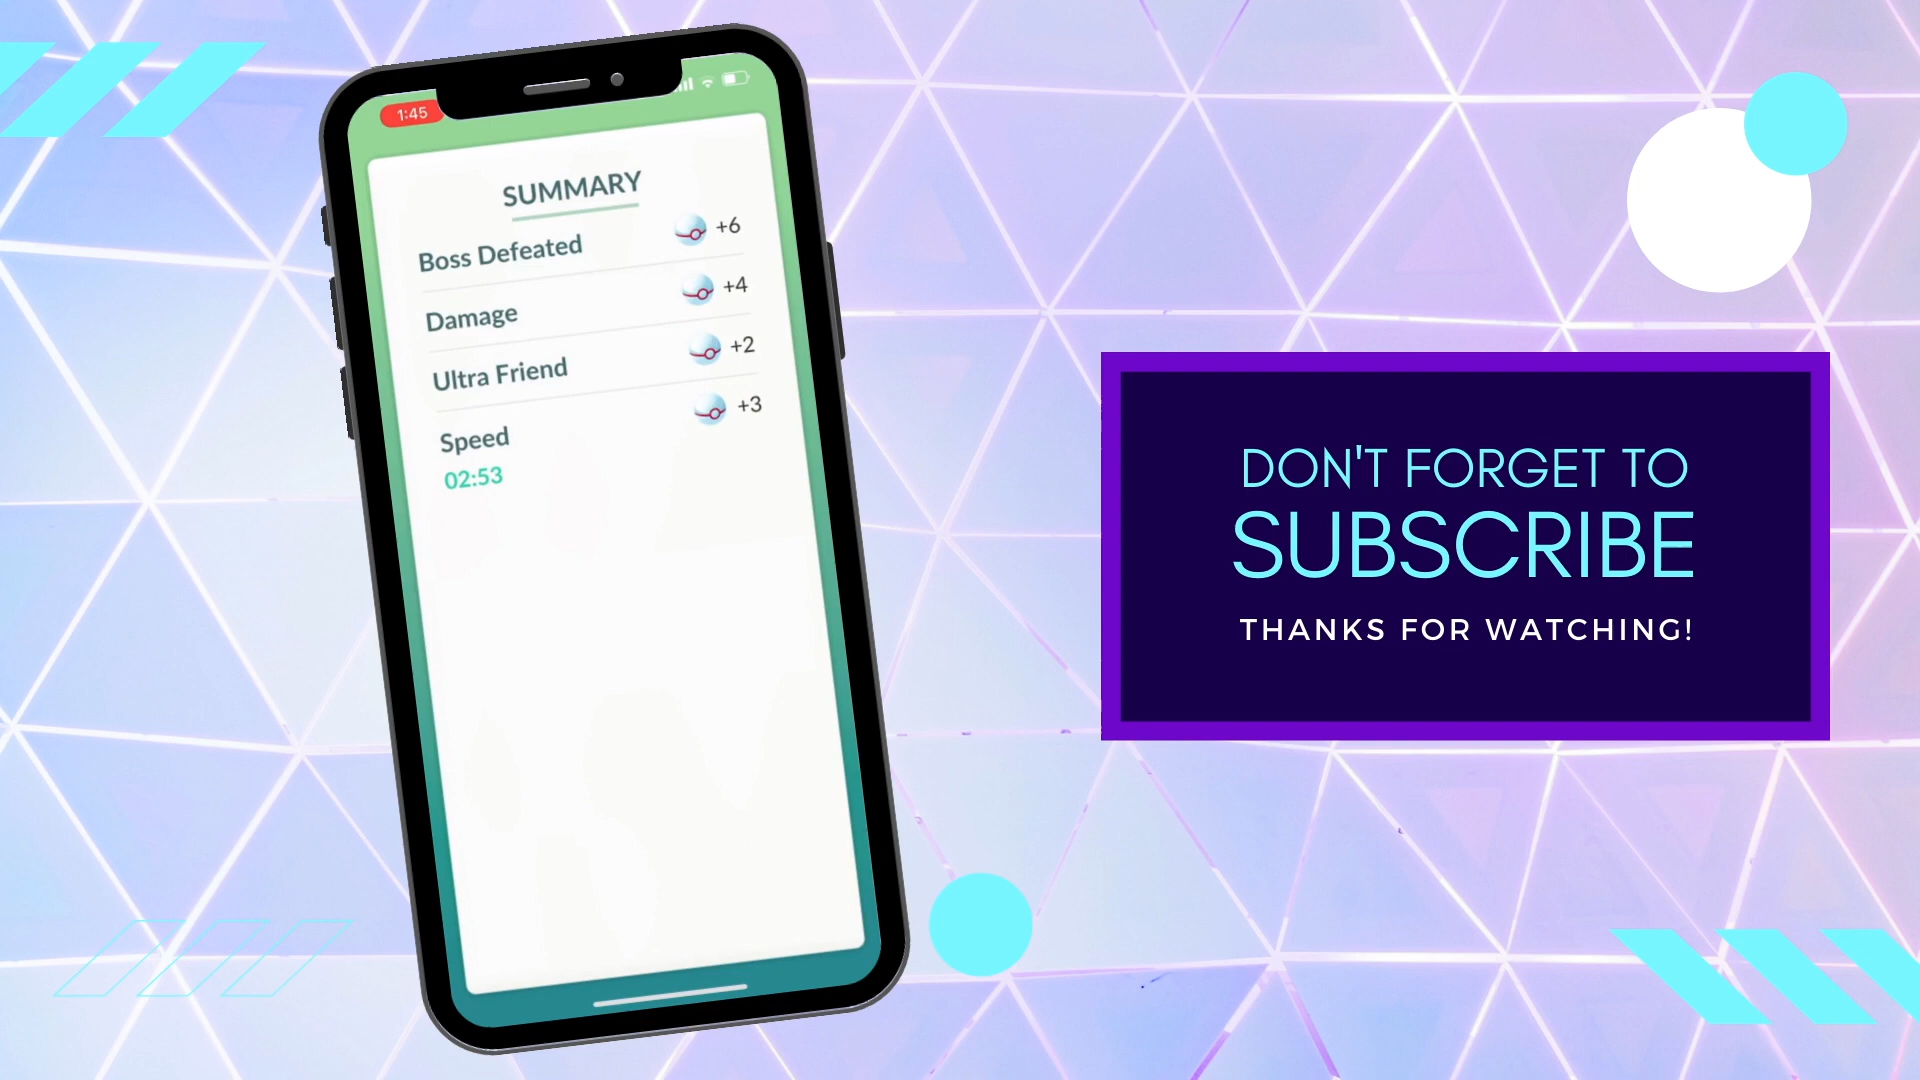 1:45
SUMMARY
Boss Defeated +6
Damage +4
Ultra Friend +2
Speed +3
02:53
DON'T FORGET TO
SUBSCRIBE
THANKS FOR WATCHING!